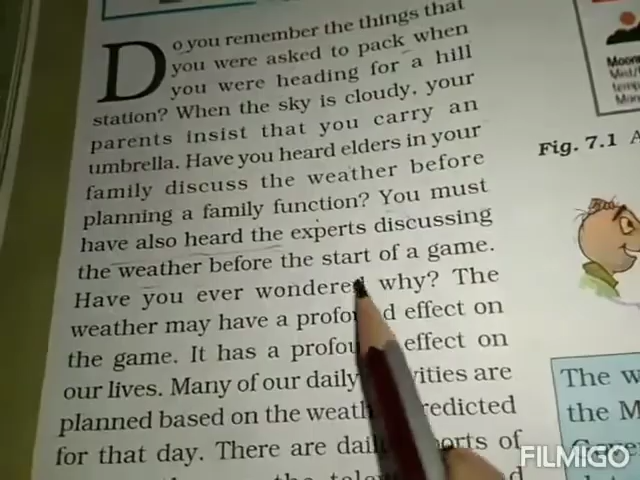 Do you remember the things that
you were asked to pack when
you were heading for a hill
station? When the sky is cloudy, your
parents insist that you carry an
umbrella. Have you heard elders in your
family discuss the weather before
planning a family function? You must
have also heard the experts discussing
the weather before the start of a game.
Have you ever wondered why? The
weather may have a profound effect on
the game. It has a profound effect on
our lives. Many of our daily ities are
planned based on the weath redicted
for that day. There are dail orts of
the
Moon
Fig. 7.1 A
The w
the M
FILMIGO